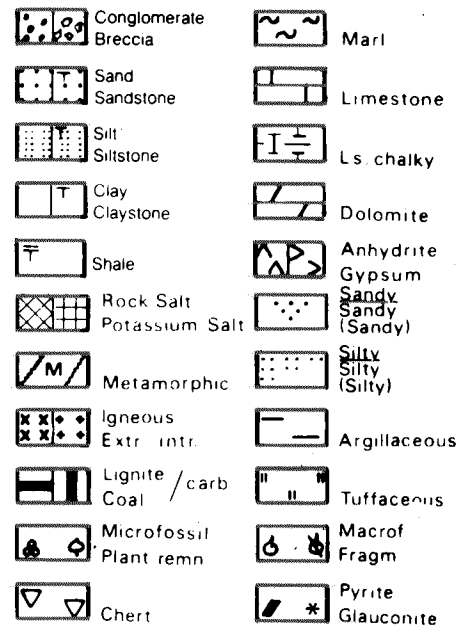 Conglomerate
Breccia
Sand
Sandstone
Silt
Siltstone
Clay
Claystone
Shale
Rock Salt
Potassium Salt
M
Metamorphic
Igneous
Extr. intr.
Lignite
Coal
/carb
Microfossil
Plant remn
Chert
Marl
Limestone
Ls. chalky
Dolomite
Anhydrite
Gypsum
Sandy
Sandy
(Sandy)
Silty
Silty
(Silty)
Argillaceous
Tuffaceous
Macrof
Fragm
Pyrite
Glauconite